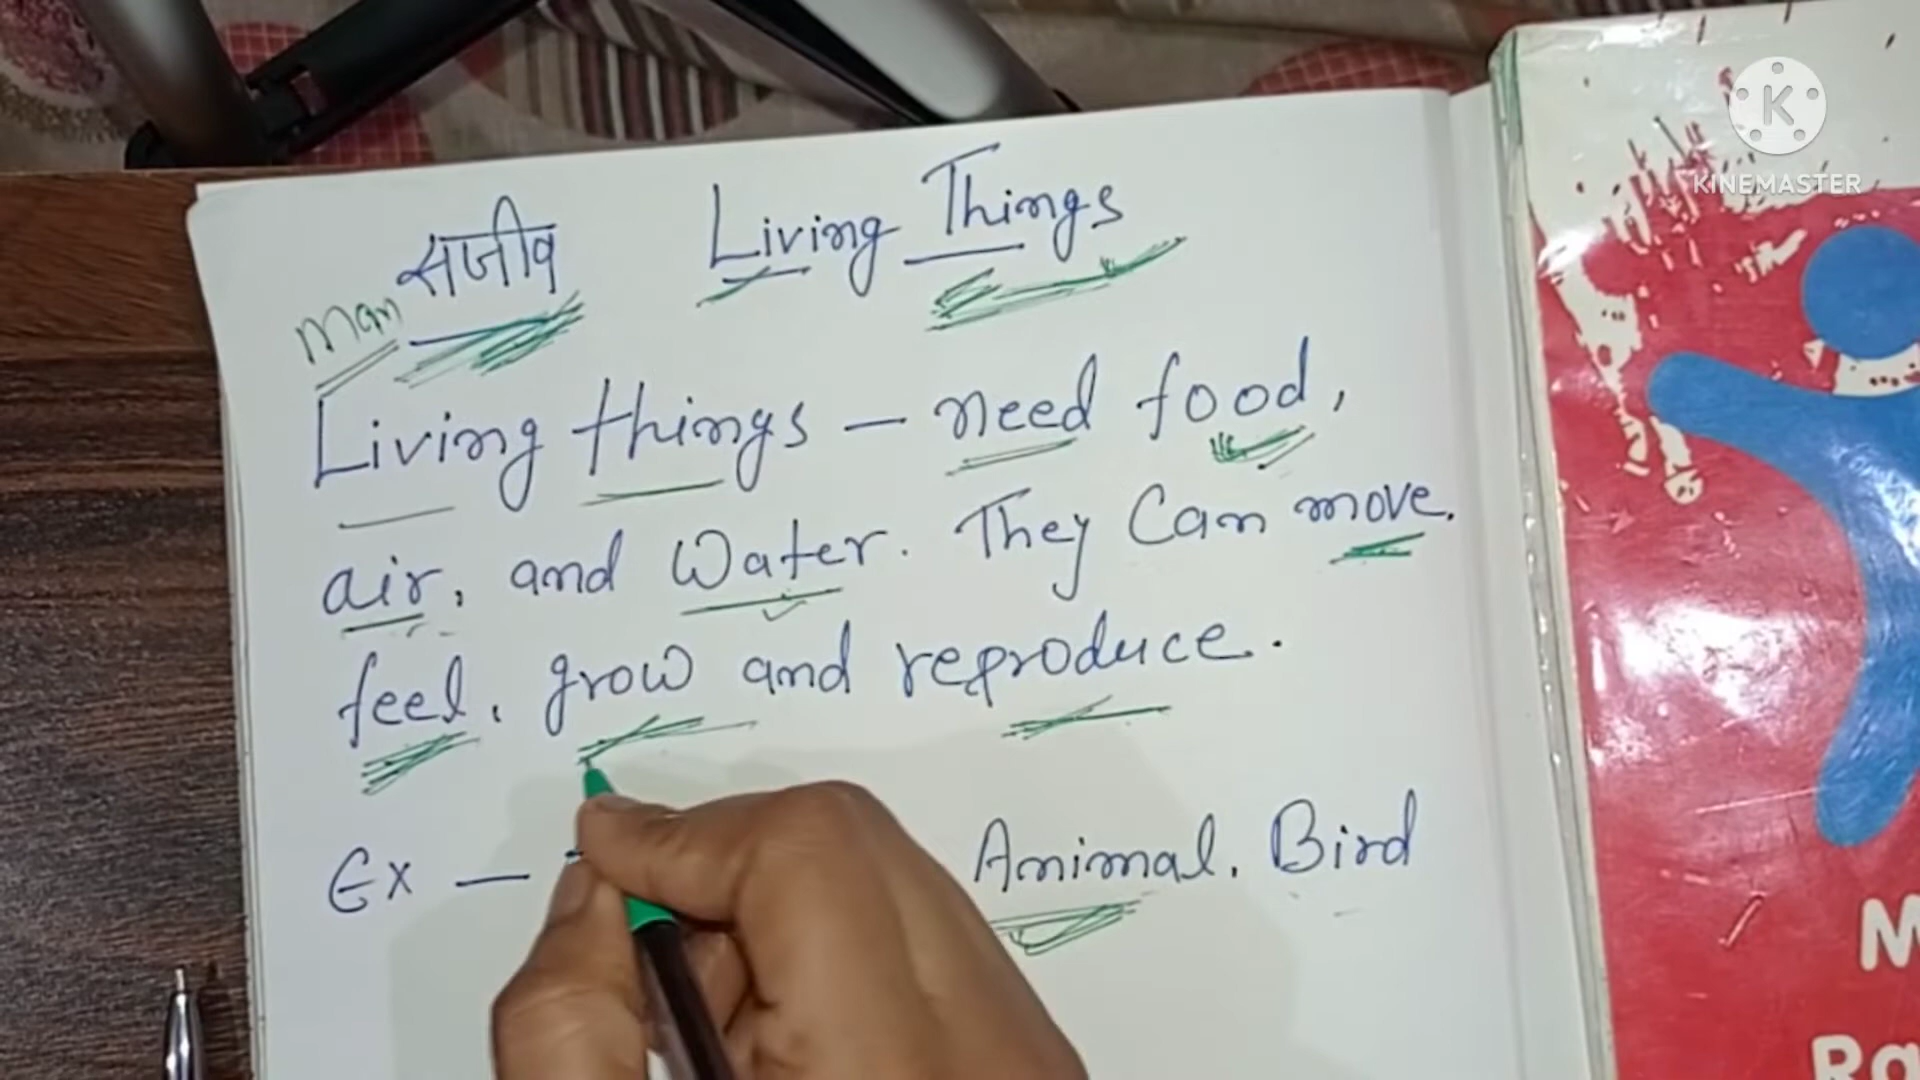 सजीव Living Things
Man
Living things – need food,
air, and Water. They Can move.
feel, grow and reproduce.
Ex – Animal, Bird
KINEMASTER